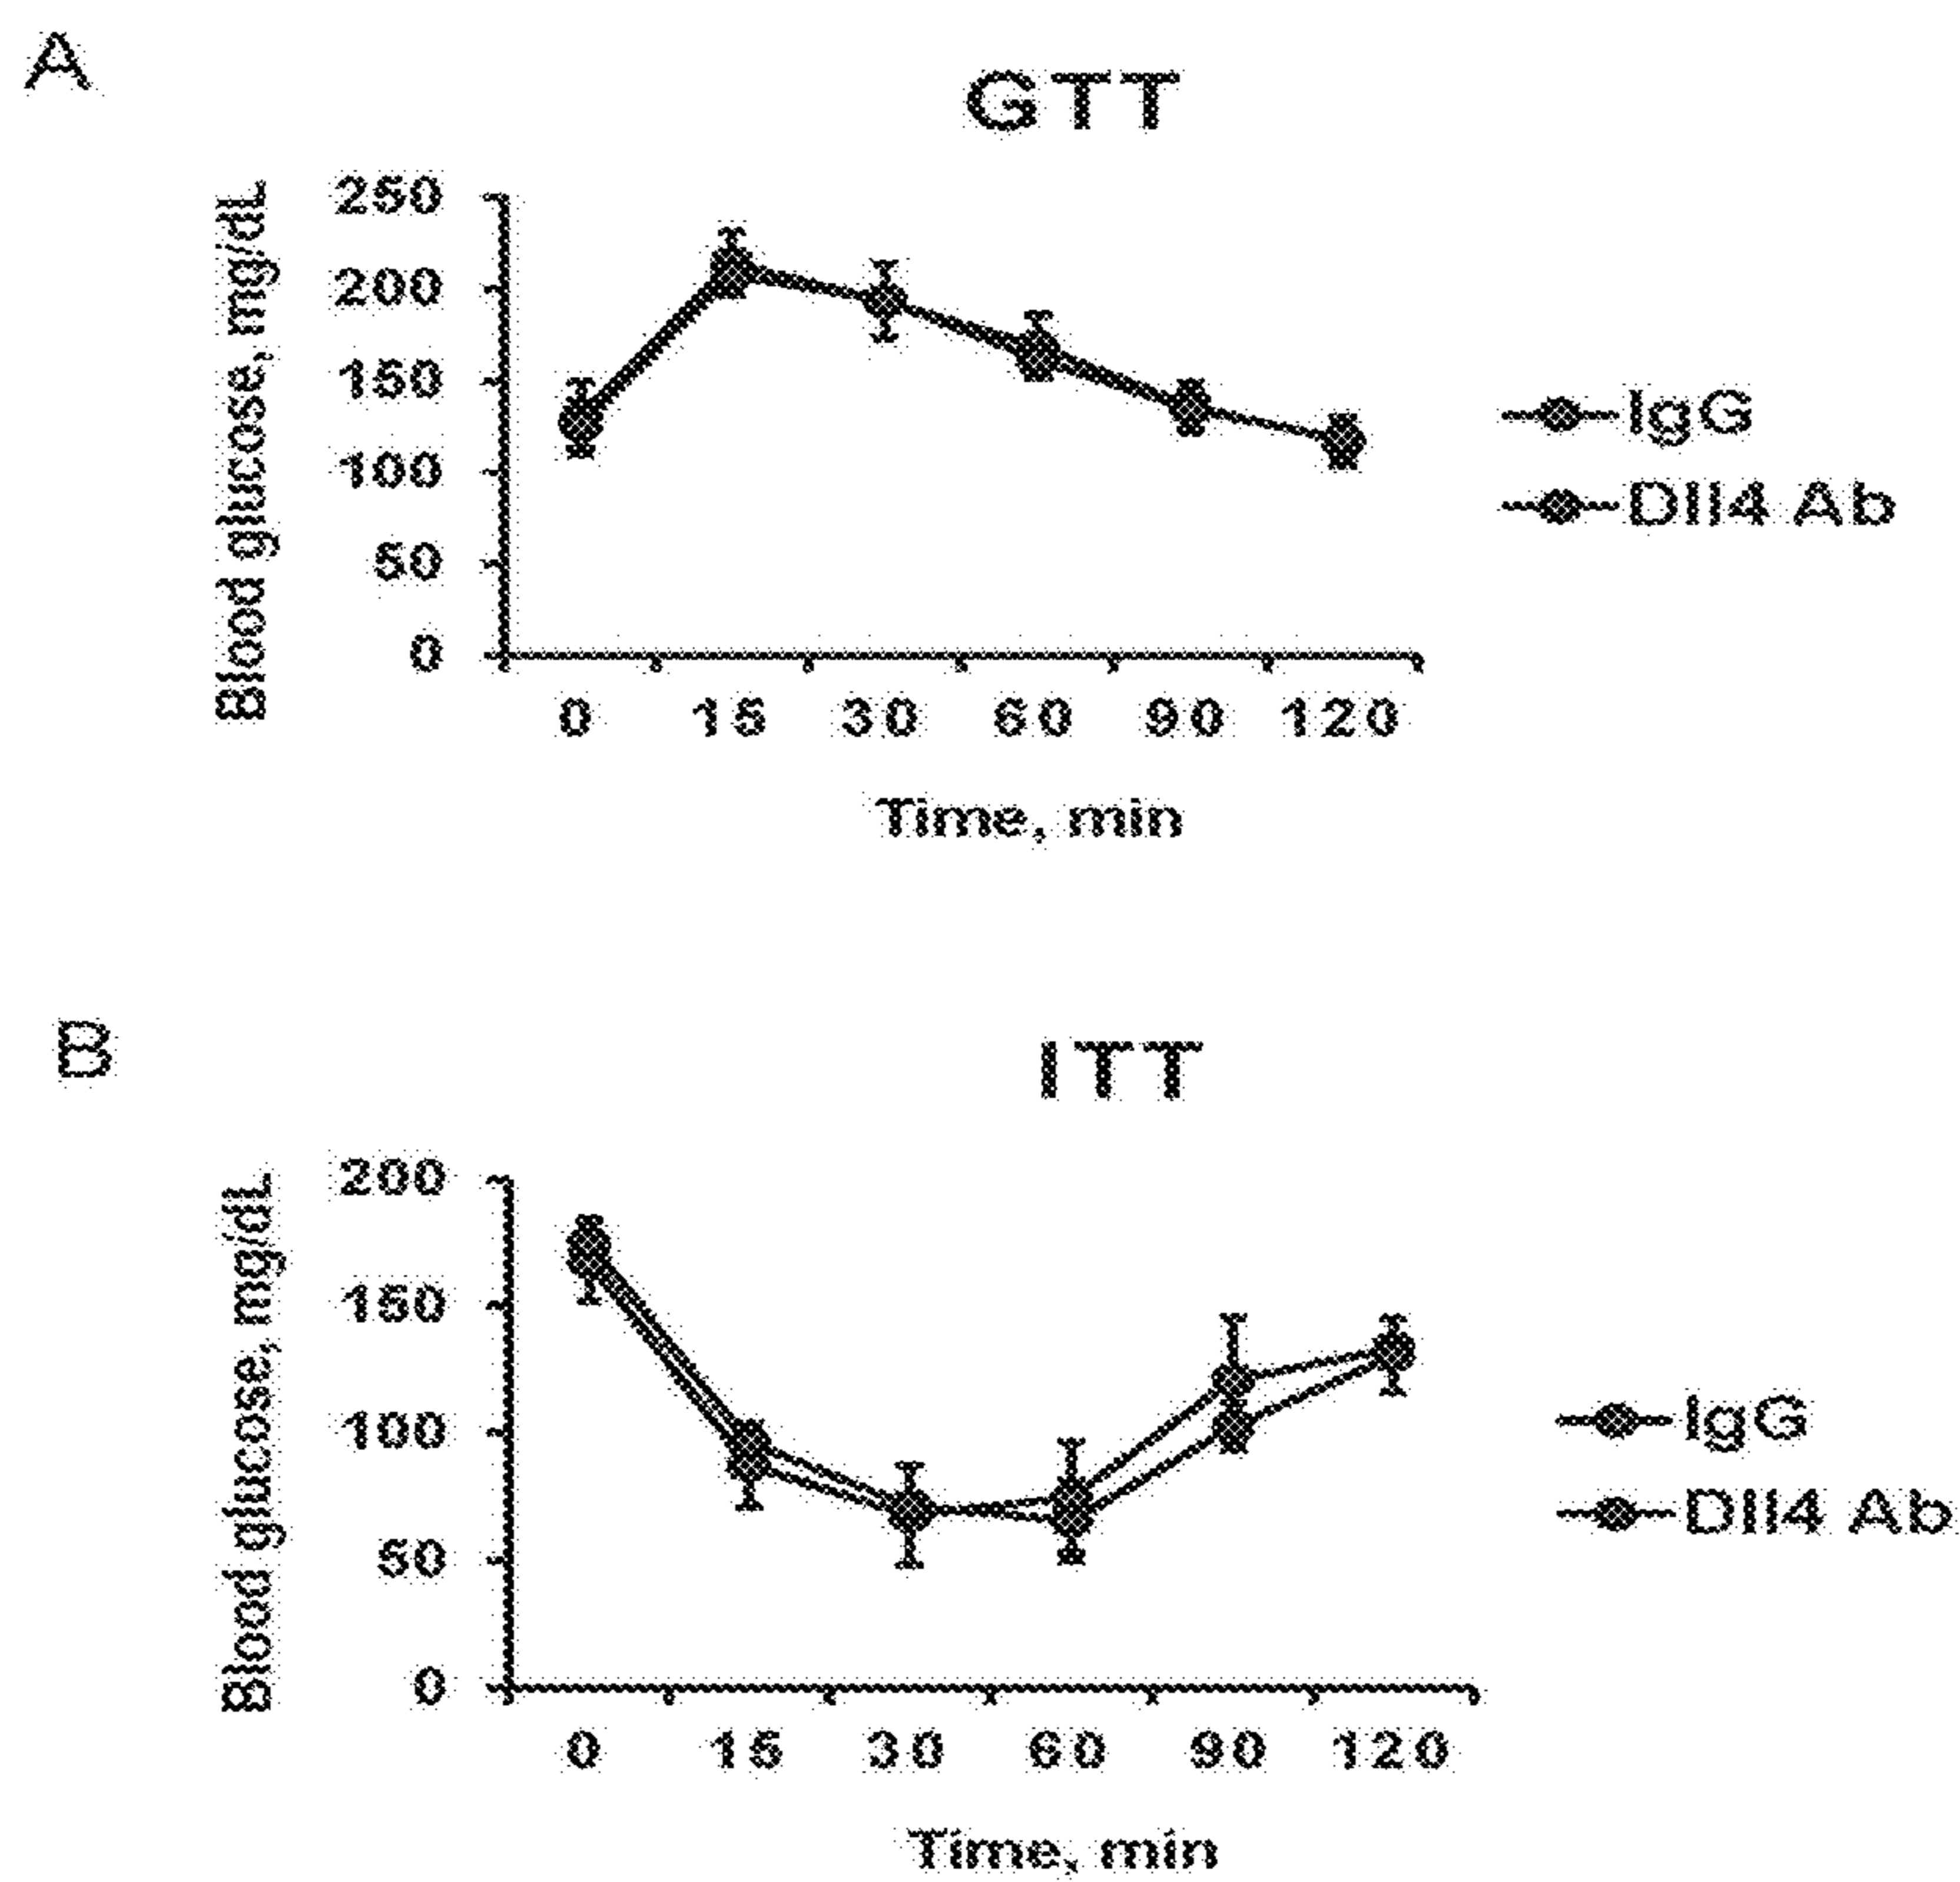 A
GTT
Blood glucose, mg/dL
250
200
150
100
50
0
0 15 30 60 90 120
Time, min
IgG
Dll4 Ab
B
ITT
Blood glucose, mg/dL
200
150
100
50
0
0 15 30 60 90 120
Time, min
IgG
Dll4 Ab